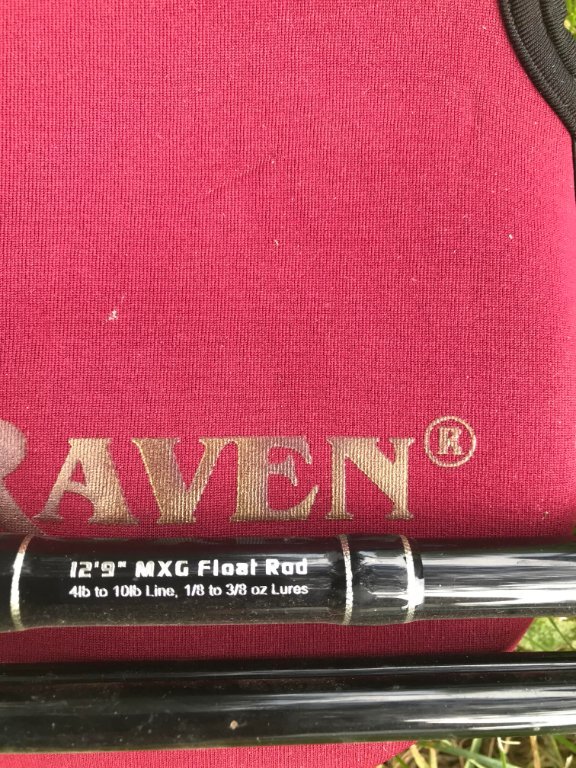 RAVEN®
12'9" MXG Float Rod
4lb to 10lb Line, 1/8 to 3/8 oz Lures